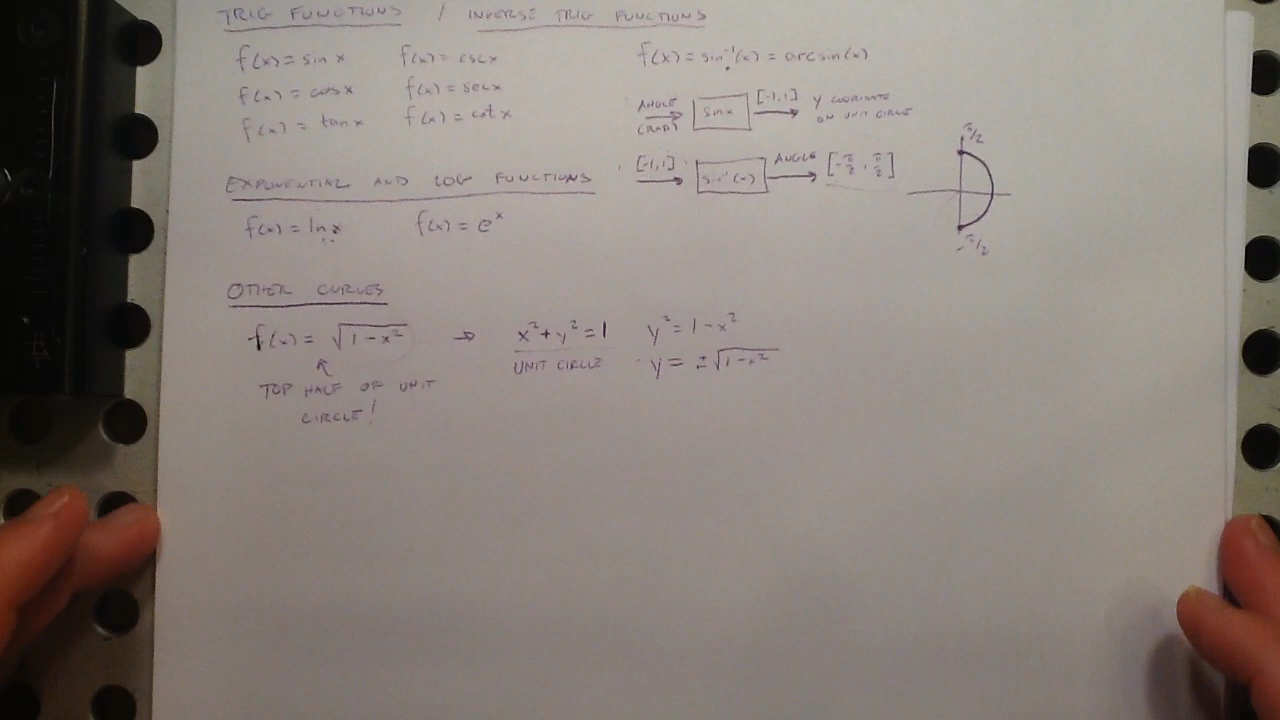 TRIG FUNCTIONS / INVERSE TRIG FUNCTIONS
f(x) = sin x f(x) = csc x f(x) = sin⁻¹(x) = arcsin(x)
f(x) = cos x f(x) = sec x
f(x) = tan x f(x) = cot x
ANGLE (RAD) → sin x [-1,1] → Y COORDINATE
ON UNIT CIRCLE
[-1,1] → sin⁻¹(x) ANGLE → [-π/2, π/2]
π/2
-π/2
EXPONENTIAL AND LOG FUNCTIONS
f(x) = ln x f(x) = e^x
OTHER CURVES
f(x) = √(1-x²) → x² + y² = 1 y² = 1 - x²
↑ UNIT CIRCLE y = ±√(1-x²)
TOP HALF OF UNIT
CIRCLE!